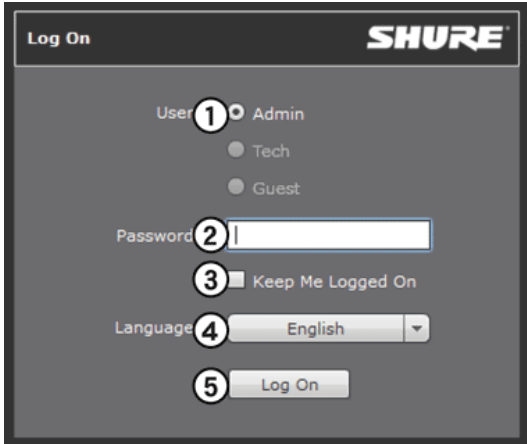 Log On SHURE
User 1 Admin
Tech
Guest
Password 2
3 Keep Me Logged On
Language 4 English
5 Log On